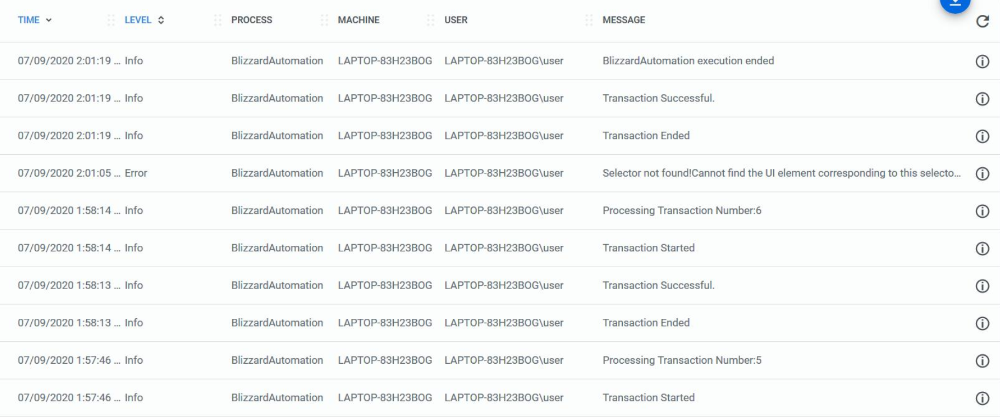 TIME LEVEL PROCESS MACHINE USER MESSAGE
07/09/2020 2:01:19 ... Info BlizzardAutomation LAPTOP-83H23BOG LAPTOP-83H23BOG\user BlizzardAutomation execution ended
07/09/2020 2:01:19 ... Info BlizzardAutomation LAPTOP-83H23BOG LAPTOP-83H23BOG\user Transaction Successful.
07/09/2020 2:01:19 ... Info BlizzardAutomation LAPTOP-83H23BOG LAPTOP-83H23BOG\user Transaction Ended
07/09/2020 2:01:05 ... Error BlizzardAutomation LAPTOP-83H23BOG LAPTOP-83H23BOG\user Selector not found!Cannot find the UI element corresponding to this selecto...
07/09/2020 1:58:14 ... Info BlizzardAutomation LAPTOP-83H23BOG LAPTOP-83H23BOG\user Processing Transaction Number:6
07/09/2020 1:58:14 ... Info BlizzardAutomation LAPTOP-83H23BOG LAPTOP-83H23BOG\user Transaction Started
07/09/2020 1:58:13 ... Info BlizzardAutomation LAPTOP-83H23BOG LAPTOP-83H23BOG\user Transaction Successful.
07/09/2020 1:58:13 ... Info BlizzardAutomation LAPTOP-83H23BOG LAPTOP-83H23BOG\user Transaction Ended
07/09/2020 1:57:46 ... Info BlizzardAutomation LAPTOP-83H23BOG LAPTOP-83H23BOG\user Processing Transaction Number:5
07/09/2020 1:57:46 ... Info BlizzardAutomation LAPTOP-83H23BOG LAPTOP-83H23BOG\user Transaction Started